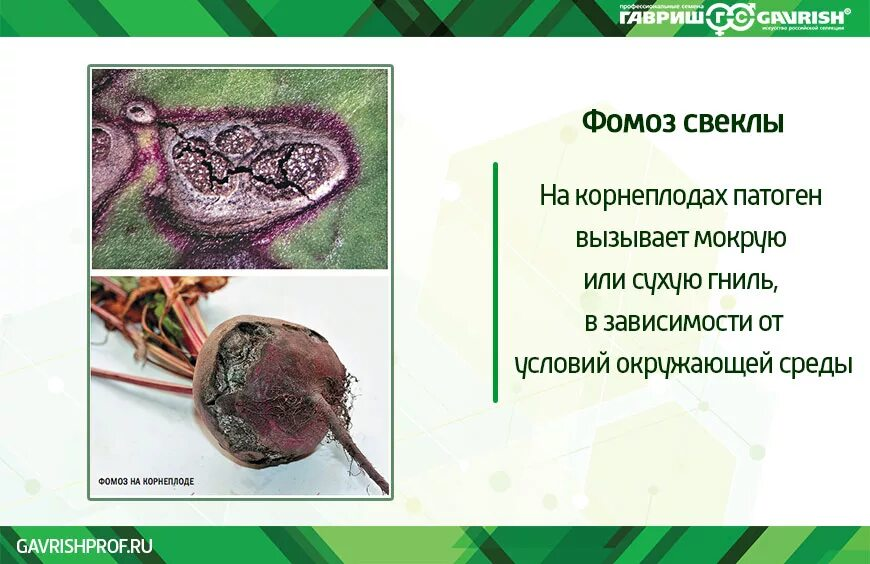 профессиональные семена
ГАВРИШ ГС GAVRISH®
искусство российской селекции
Фомоз свеклы
На корнеплодах патоген
вызывает мокрую
или сухую гниль,
в зависимости от
условий окружающей среды
ФОМОЗ НА КОРНЕПЛОДЕ
GAVRISHPROF.RU